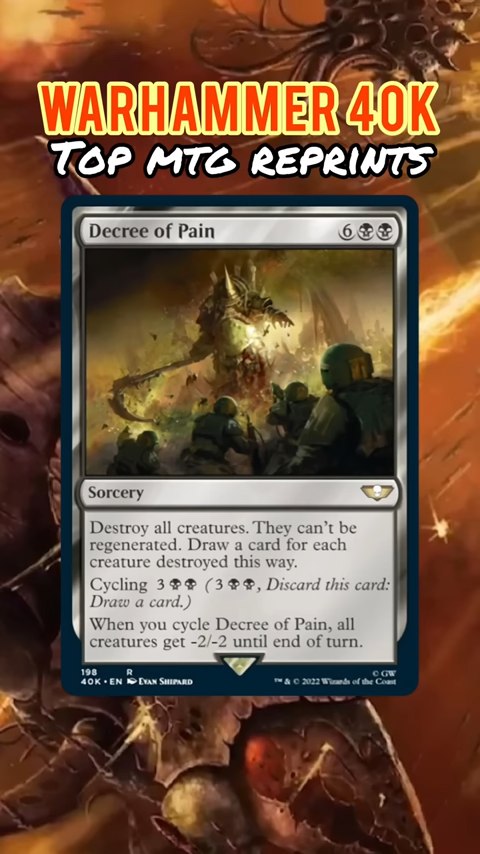 WARHAMMER 40K
TOP MTG REPRINTS
Decree of Pain 6
Sorcery
Destroy all creatures. They can't be
regenerated. Draw a card for each
creature destroyed this way.
Cycling 3 (3, Discard this card:
Draw a card.)
When you cycle Decree of Pain, all
creatures get -2/-2 until end of turn.
198 R
40K • EN EVAN SHIPARD
© GW
™ & © 2022 Wizards of the Coast